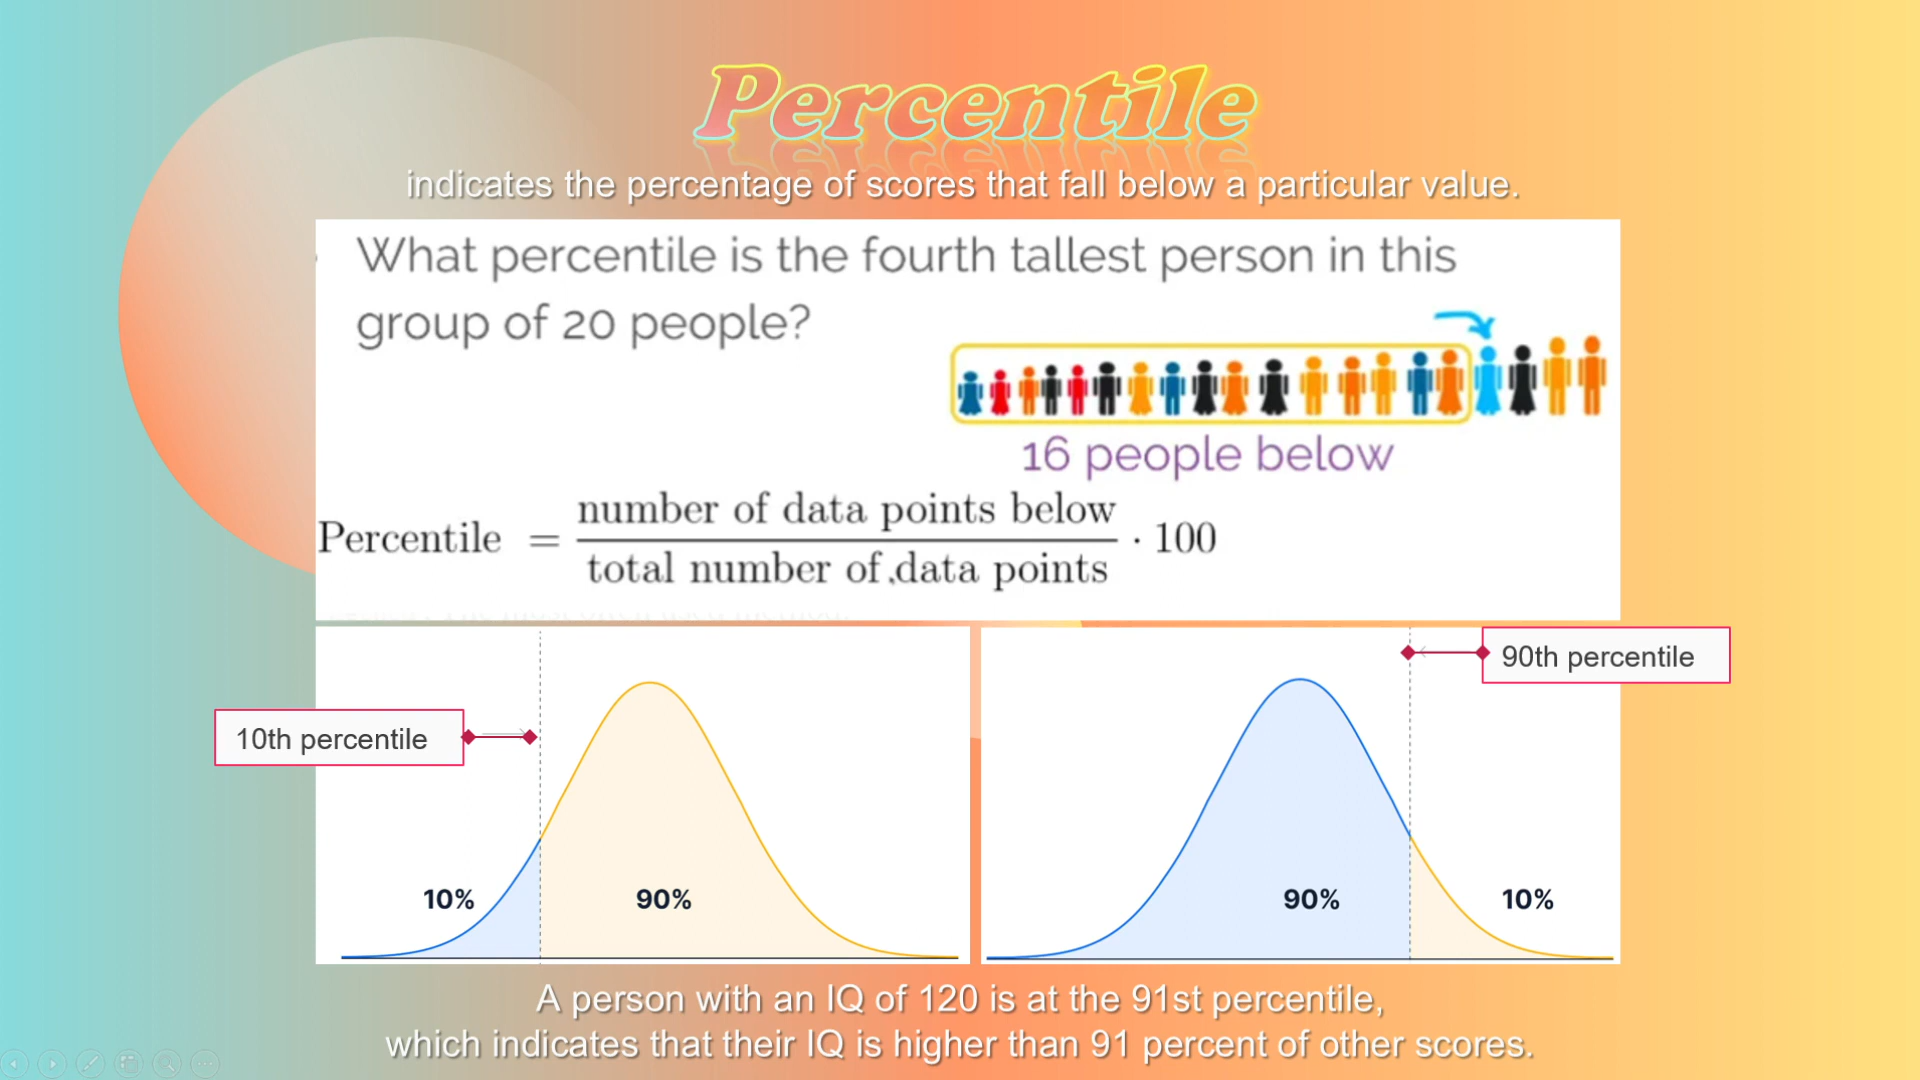 Percentile
indicates the percentage of scores that fall below a particular value.
What percentile is the fourth tallest person in this
group of 20 people?
16 people below
Percentile = number of data points below
total number of data points · 100
10th percentile
10%
90%
90th percentile
90%
10%
A person with an IQ of 120 is at the 91st percentile,
which indicates that their IQ is higher than 91 percent of other scores.